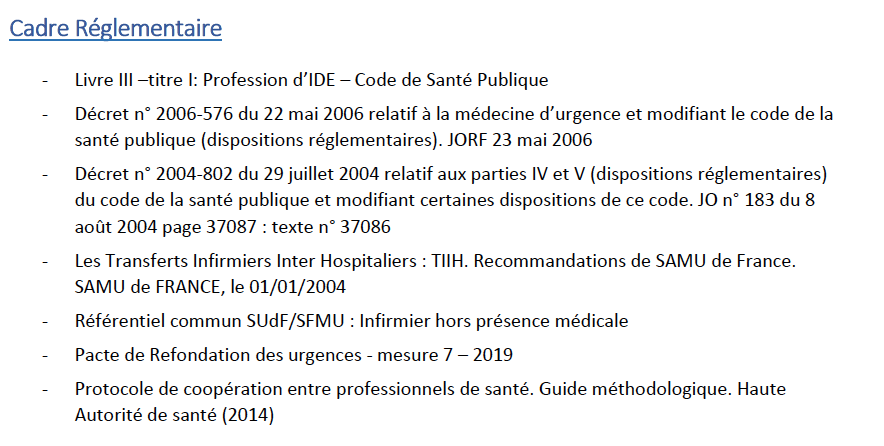 Cadre Réglementaire
- Livre III –titre I: Profession d’IDE – Code de Santé Publique
- Décret n° 2006-576 du 22 mai 2006 relatif à la médecine d’urgence et modifiant le code de la
santé publique (dispositions réglementaires). JORF 23 mai 2006
- Décret n° 2004-802 du 29 juillet 2004 relatif aux parties IV et V (dispositions réglementaires)
du code de la santé publique et modifiant certaines dispositions de ce code. JO n° 183 du 8
août 2004 page 37087 : texte n° 37086
- Les Transferts Infirmiers Inter Hospitaliers : TIIH. Recommandations de SAMU de France.
SAMU de FRANCE, le 01/01/2004
- Référentiel commun SUdF/SFMU : Infirmier hors présence médicale
- Pacte de Refondation des urgences - mesure 7 – 2019
- Protocole de coopération entre professionnels de santé. Guide méthodologique. Haute
Autorité de santé (2014)